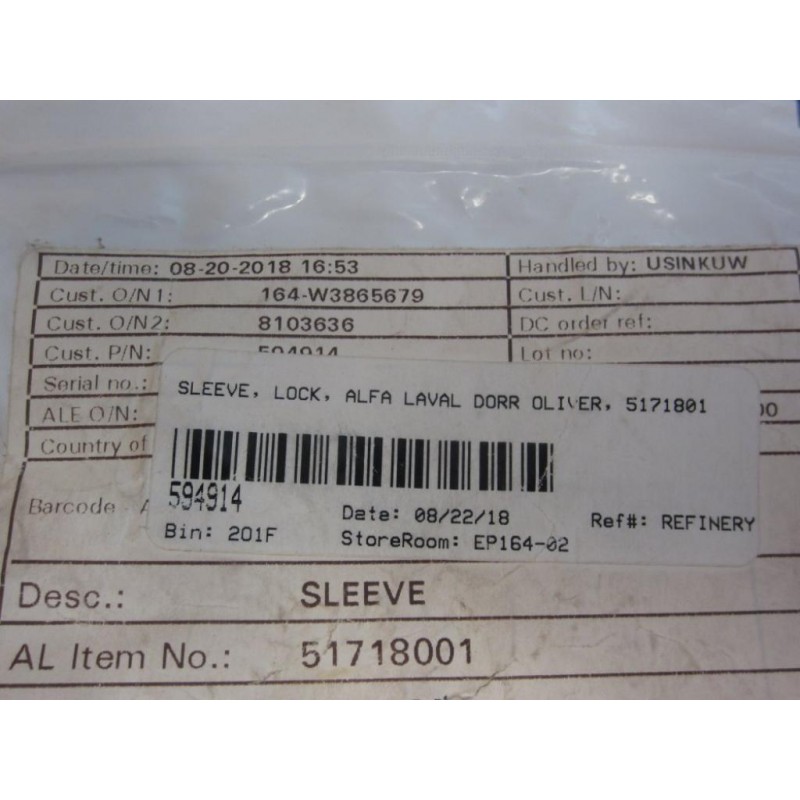 Date/time: 08-20-2018 16:53 Handled by: USINKUW
Cust. O/N1: 164-W3865679 Cust. L/N:
Cust. O/N2: 8103636 DC order ref:
Cust. P/N: 594914 Lot no:
Serial no.:
ALE O/N:
Country of
Barcode
SLEEVE, LOCK, ALFA LAVAL DORR OLIVER, 5171801
594914
Date: 08/22/18 Ref#: REFINERY
Bin: 201F StoreRoom: EP164-02
Desc.: SLEEVE
AL Item No.: 51718001